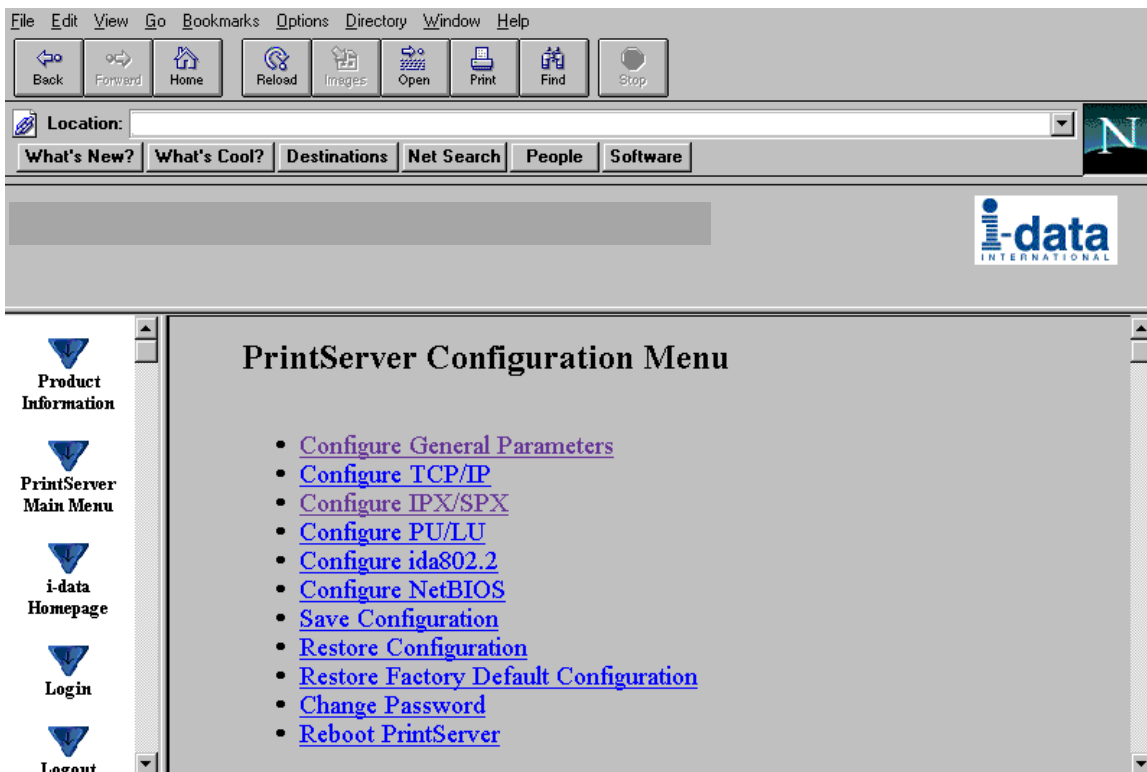 File Edit View Go Bookmarks Options Directory Window Help
Back Forward Home Reload Images Open Print Find Stop
Location:
N
What's New? What's Cool? Destinations Net Search People Software
i-data
INTERNATIONAL
Product
Information
PrintServer
Main Menu
i-data
Homepage
Login
Logout
PrintServer Configuration Menu
• Configure General Parameters
• Configure TCP/IP
• Configure IPX/SPX
• Configure PU/LU
• Configure ida802.2
• Configure NetBIOS
• Save Configuration
• Restore Configuration
• Restore Factory Default Configuration
• Change Password
• Reboot PrintServer